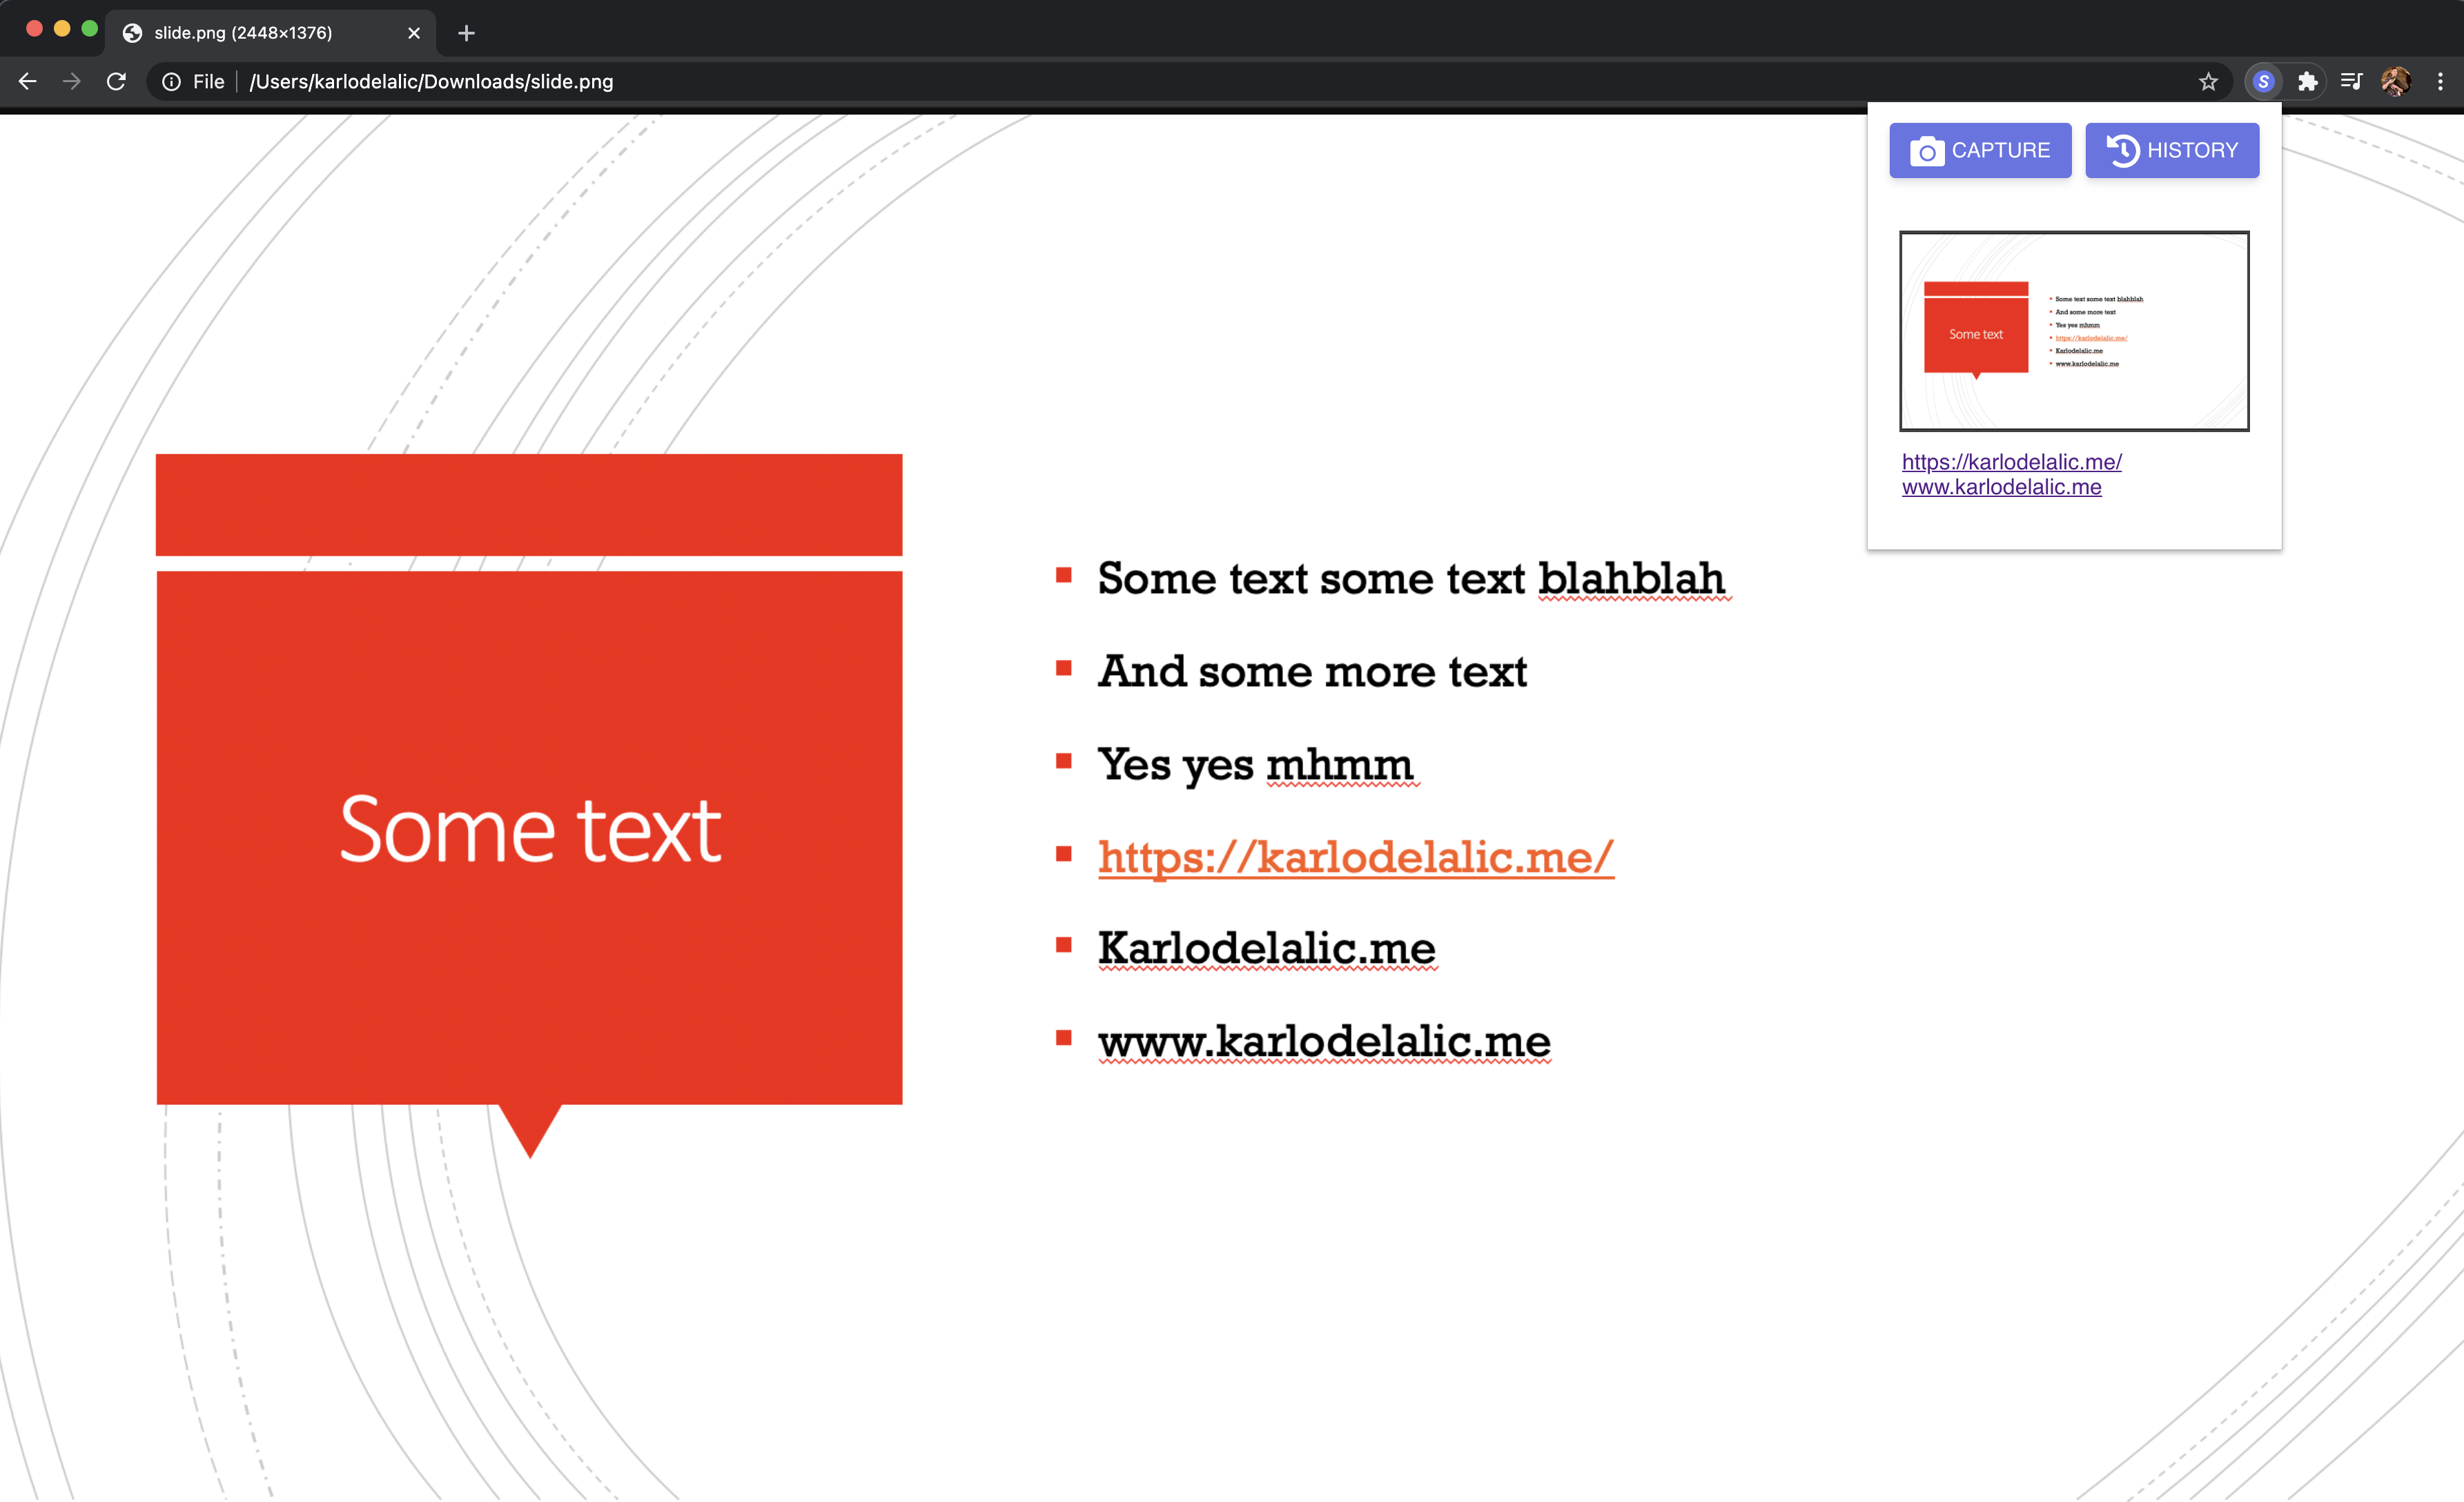 slide.png (2448×1376)
File
/Users/karlodelalic/Downloads/slide.png
S
CAPTURE
HISTORY
Some text
Some text some text blahblah
And some more text
Yes yes mhmm
https://karlodelalic.me/
Karlodelalic.me
www.karlodelalic.me
https://karlodelalic.me/
www.karlodelalic.me
Some text
Some text some text blahblah
And some more text
Yes yes mhmm
https://karlodelalic.me/
Karlodelalic.me
www.karlodelalic.me